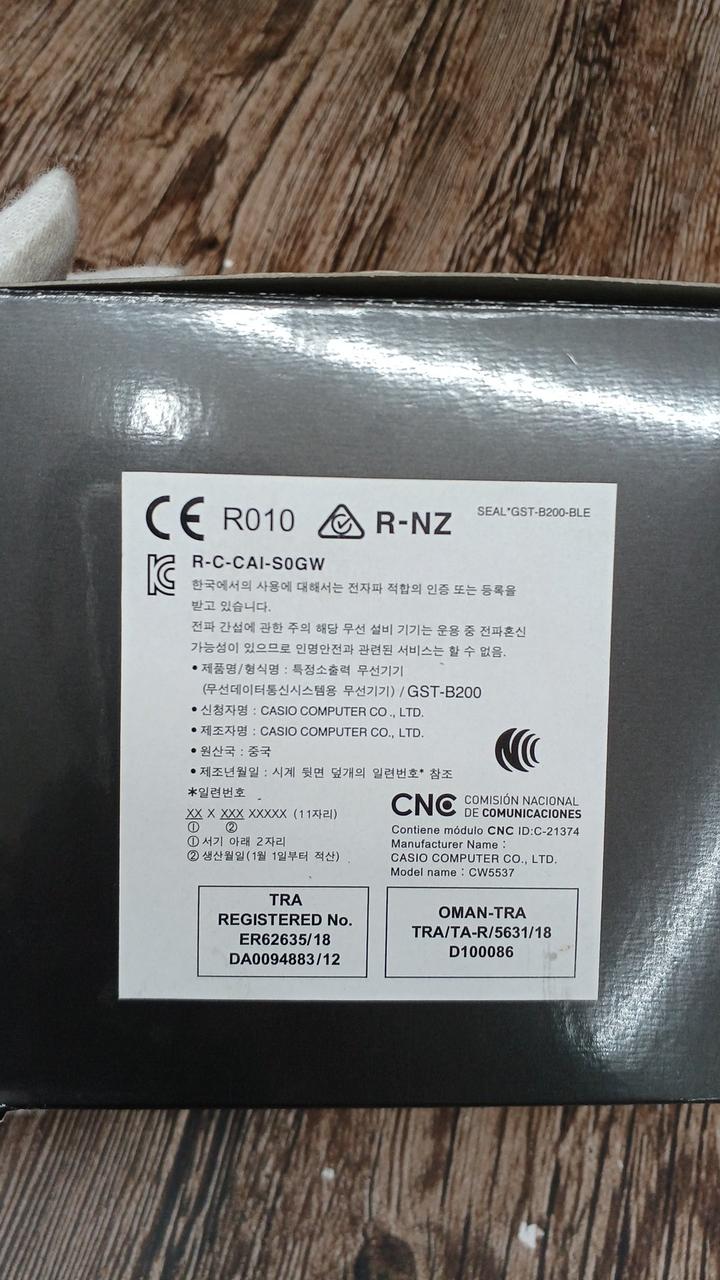 CE R010 R-NZ SEAL*GST-B200-BLE
R-C-CAI-S0GW
한국에서의 사용에 대해서는 전자파 적합의 인증 또는 등록을
받고 있습니다.
전파 간섭에 관한 주의 해당 무선 설비 기기는 운용 중 전파혼신
가능성이 있으므로 인명안전과 관련된 서비스는 할 수 없음.
• 제품명/형식명 : 특정소출력 무선기기
(무선데이터통신시스템용 무선기기) / GST-B200
• 신청자명 : CASIO COMPUTER CO., LTD.
• 제조자명 : CASIO COMPUTER CO., LTD.
• 원산국 : 중국
• 제조년월일 : 시계 뒷면 덮개의 일련번호* 참조
*일련번호
XX X XXX XXXXX (11자리)
① ②
① 서기 아래 2자리
② 생산월일(1월 1일부터 적산)
CNC COMISIÓN NACIONAL
DE COMUNICACIONES
Contiene módulo CNC ID:C-21374
Manufacturer Name :
CASIO COMPUTER CO., LTD.
Model name : CW5537
TRA
REGISTERED No.
ER62635/18
DA0094883/12
OMAN-TRA
TRA/TA-R/5631/18
D100086